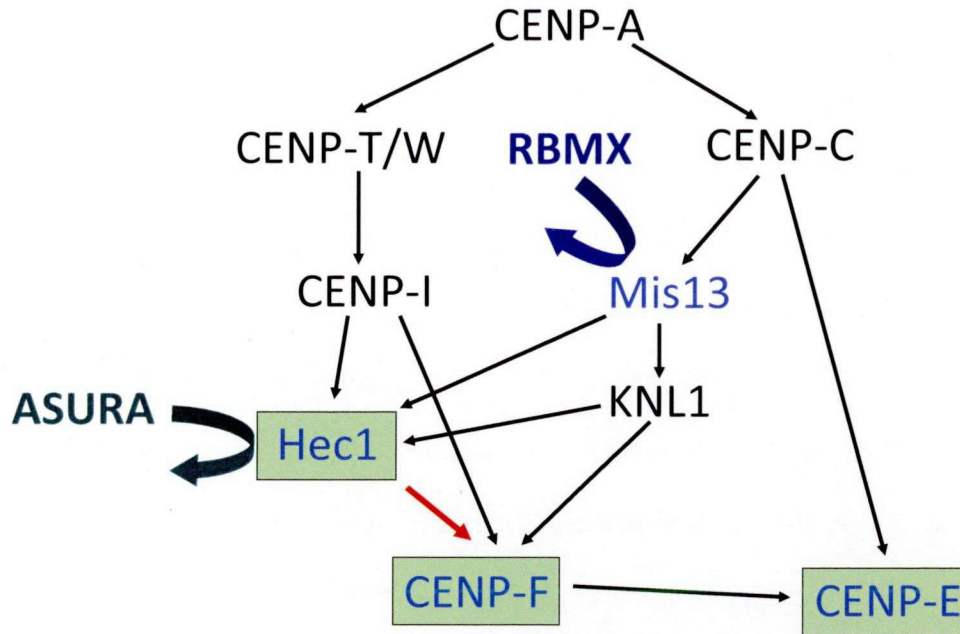 CENP-A
CENP-T/W
RBMX
CENP-C
CENP-I
Mis13
ASURA
Hec1
KNL1
CENP-F
CENP-E